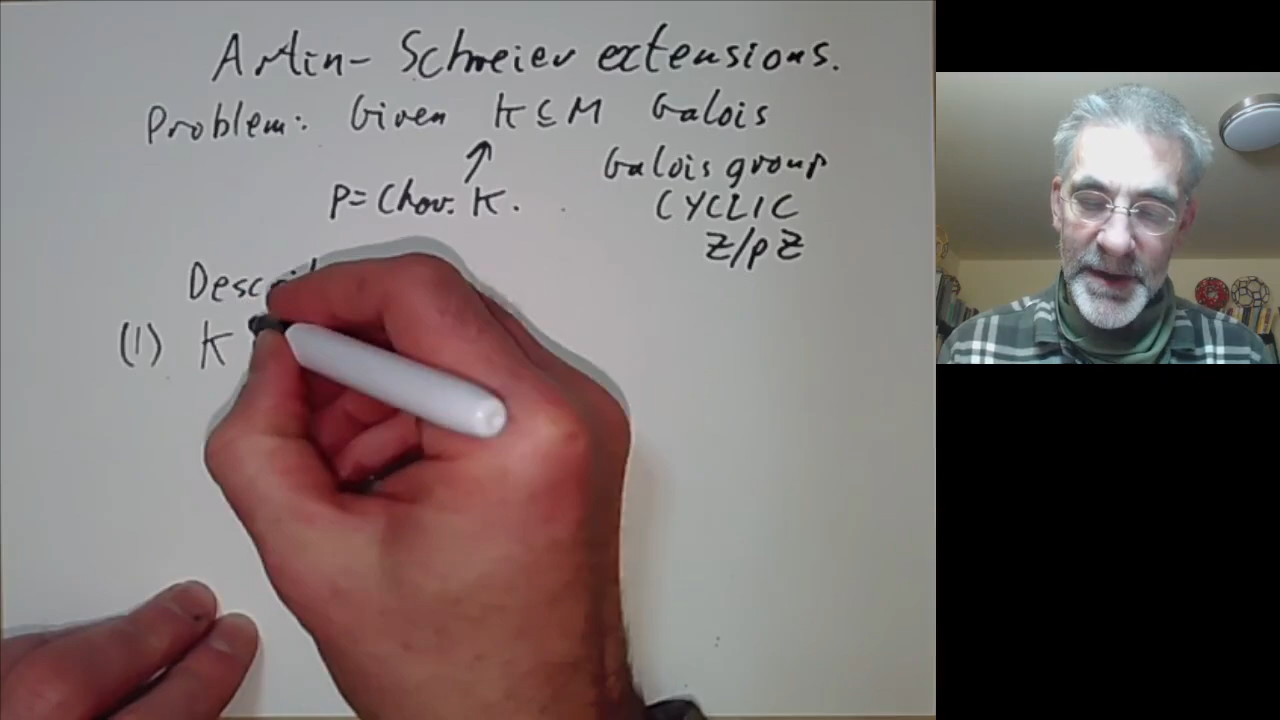 Artin-Schreier extensions.
Problem: Given K ⊆ M Galois
Galois group
p = Char. K.
CYCLIC
Z/pZ
(1) K